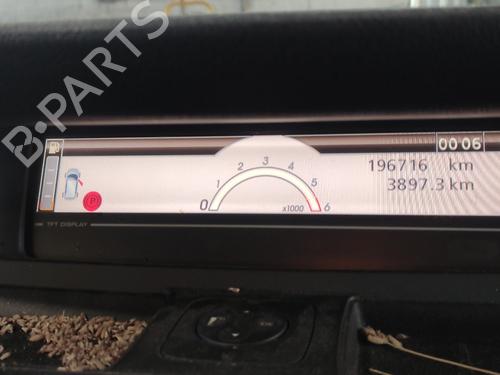 B-PARTS
00 06
196716 km
3897.3 km
0 1 2 3 4 5 6
x1000
P
TFT DISPLAY